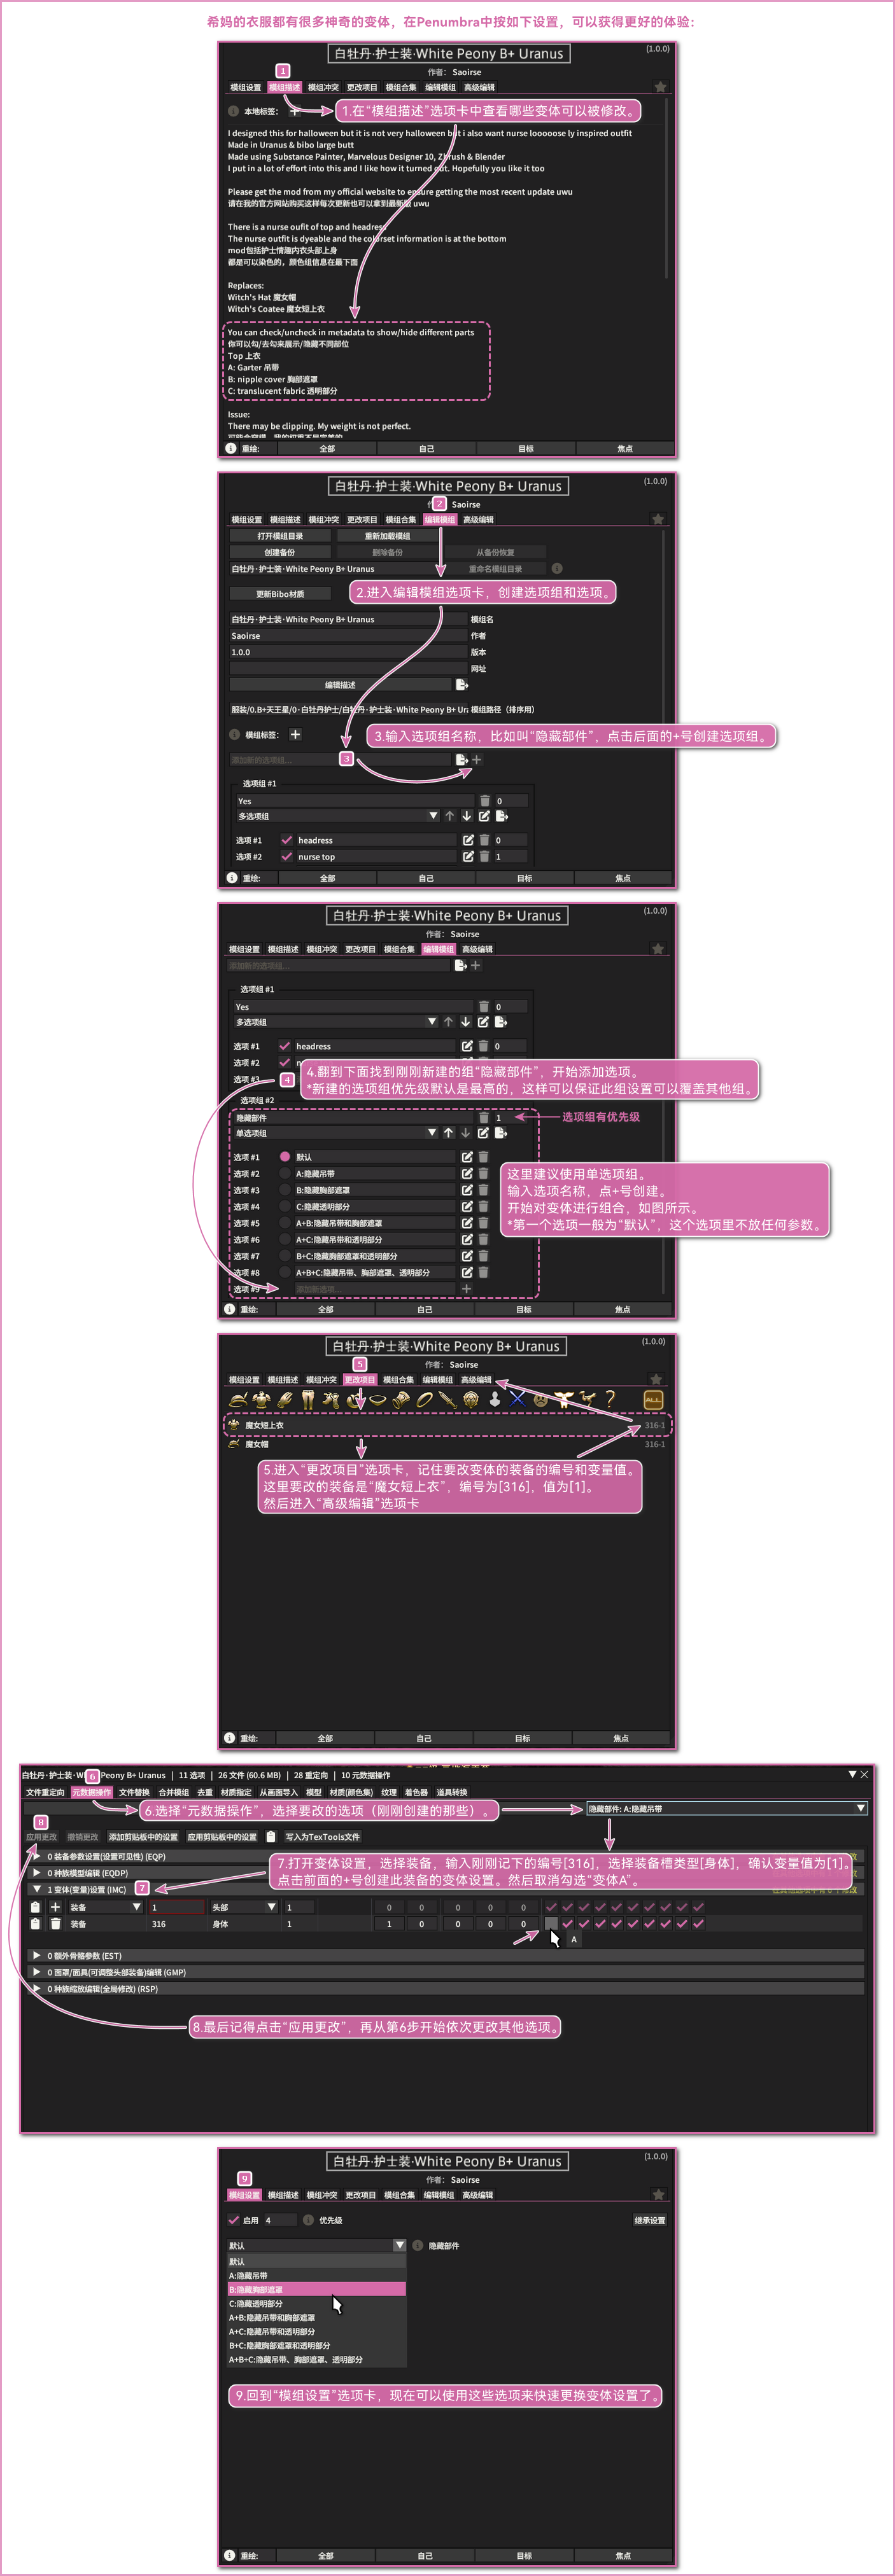 希妈的衣服都有很多神奇的变体，在Penumbra中按如下设置，可以获得更好的体验：
白牡丹·护士装·White Peony B+ Uranus
(1.0.0)
作者： Saoirse
1
模组设置 模组描述 模组冲突 更改项目 模组合集 编辑模组 高级编辑
本地标签：
1.在“模组描述”选项卡中查看哪些变体可以被修改。
I designed this for halloween but it is not very halloween but i also want nurse looooose ly inspired outfit
Made in Uranus & bibo large butt
Made using Substance Painter, Marvelous Designer 10, Zbrush & Blender
I put in a lot of effort into this and I like how it turned out. Hopefully you like it too
Please get the mod from my official website to ensure getting the most recent update uwu
请在我的官方网站购买这样每次更新也可以拿到最新版 uwu
There is a nurse oufit of top and headress
The nurse outfit is dyeable and the colorset information is at the bottom
mod包括护士情趣内衣头部上身
都是可以染色的，颜色组信息在最下面
Replaces:
Witch's Hat 魔女帽
Witch's Coatee 魔女短上衣
You can check/uncheck in metadata to show/hide different parts
你可以勾/去勾来展示/隐藏不同部位
Top 上衣
A: Garter 吊带
B: nipple cover 胸部遮罩
C: translucent fabric 透明部分
Issue:
There may be clipping. My weight is not perfect.
重绘: 全部 自己 目标 焦点
白牡丹·护士装·White Peony B+ Uranus
(1.0.0)
2
Saoirse
模组设置 模组描述 模组冲突 更改项目 模组合集 编辑模组 高级编辑
打开模组目录 重新加载模组
创建备份 删除备份 从备份恢复
白牡丹·护士装·White Peony B+ Uranus 重命名模组目录
更新Bibo材质
2.进入编辑模组选项卡，创建选项组和选项。
白牡丹·护士装·White Peony B+ Uranus 模组名
Saoirse 作者
1.0.0 版本
网址
编辑描述
服装/0.B+天王星/0·白牡丹护士/白牡丹·护士装·White Peony B+ Ur 模组路径（排序用）
模组标签：
3.输入选项组名称，比如叫“隐藏部件”，点击后面的+号创建选项组。
添加新的选项组...
3
选项组 #1
Yes 0
多选项组
选项 #1 headress 0
选项 #2 nurse top 1
重绘: 全部 自己 目标 焦点
白牡丹·护士装·White Peony B+ Uranus
(1.0.0)
作者： Saoirse
模组设置 模组描述 模组冲突 更改项目 模组合集 编辑模组 高级编辑
添加新的选项组...
选项组 #1
Yes 0
多选项组
选项 #1 headress 0
选项 #2
选项 #3
4
4.翻到下面找到刚刚新建的组“隐藏部件”，开始添加选项。
*新建的选项组优先级默认是最高的，这样可以保证此组设置可以覆盖其他组。
选项组 #2
隐藏部件 1
选项组有优先级
单选项组
选项 #1 默认
选项 #2 A:隐藏吊带
选项 #3 B:隐藏胸部遮罩
选项 #4 C:隐藏透明部分
选项 #5 A+B:隐藏吊带和胸部遮罩
选项 #6 A+C:隐藏吊带和透明部分
选项 #7 B+C:隐藏胸部遮罩和透明部分
选项 #8 A+B+C:隐藏吊带、胸部遮罩、透明部分
选项 #9 添加新选项...
这里建议使用单选项组。
输入选项名称，点+号创建。
开始对变体进行组合，如图所示。
*第一个选项一般为“默认”，这个选项里不放任何参数。
重绘: 全部 自己 目标 焦点
白牡丹·护士装·White Peony B+ Uranus
(1.0.0)
作者： Saoirse
5
模组设置 模组描述 模组冲突 更改项目 模组合集 编辑模组 高级编辑
ALL
魔女短上衣 316-1
魔女帽 316-1
5.进入“更改项目”选项卡，记住要改变体的装备的编号和变量值。
这里要改的装备是“魔女短上衣”，编号为[316]，值为[1]。
然后进入“高级编辑”选项卡
重绘: 全部 自己 目标 焦点
白牡丹·护士装·W Peony B+ Uranus | 11 选项 | 26 文件 (60.6 MB) | 28 重定向 | 10 元数据操作
6
文件重定向 元数据操作 文件替换 合并模组 去重 材质指定 从画面导入 模型 材质(颜色集) 纹理 着色器 道具转换
6.选择“元数据操作”，选择要改的选项（刚刚创建的那些）。
隐藏部件: A:隐藏吊带
8
应用更改 撤销更改 添加剪贴板中的设置 应用剪贴板中的设置 写入为TexTools文件
0 装备参数设置(设置可见性) (EQP)
0 种族模型编辑 (EQDP)
7.打开变体设置，选择装备，输入刚刚记下的编号[316]，选择装备槽类型[身体]，确认变量值为[1]。
点击前面的+号创建此装备的变体设置。然后取消勾选“变体A”。
1 变体(变量)设置 (IMC)
7
装备 1 头部 1 0 0 0 0 0
装备 316 身体 1 1 0 0 0 0
A
0 额外骨骼参数 (EST)
0 面罩/面具(可调整头部装备)编辑 (GMP)
0 种族缩放编辑(全局修改) (RSP)
8.最后记得点击“应用更改”，再从第6步开始依次更改其他选项。
白牡丹·护士装·White Peony B+ Uranus
(1.0.0)
作者： Saoirse
9
模组设置 模组描述 模组冲突 更改项目 模组合集 编辑模组 高级编辑
启用 4 优先级 继承设置
默认 隐藏部件
默认
A:隐藏吊带
B:隐藏胸部遮罩
C:隐藏透明部分
A+B:隐藏吊带和胸部遮罩
A+C:隐藏吊带和透明部分
B+C:隐藏胸部遮罩和透明部分
A+B+C:隐藏吊带、胸部遮罩、透明部分
9.回到“模组设置”选项卡，现在可以使用这些选项来快速更换变体设置了。
重绘: 全部 自己 目标 焦点